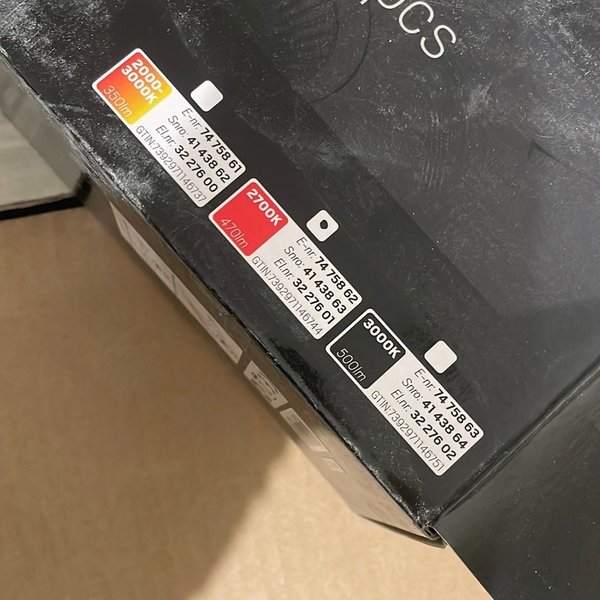 pcs
2000-
3000K
350lm
E-nr. 74 758 61
Snro: 41 438 62
El.nr. 32 276 00
GTIN7392971146737
2700K
470lm
E-nr. 74 758 62
Snro: 41 438 63
El.nr: 32 276 01
GTIN:7392971146744
3000K
500lm
E-nr. 74 758 63
Snro: 41 438 64
El.nr. 32 276 02
GTIN:7392971146751